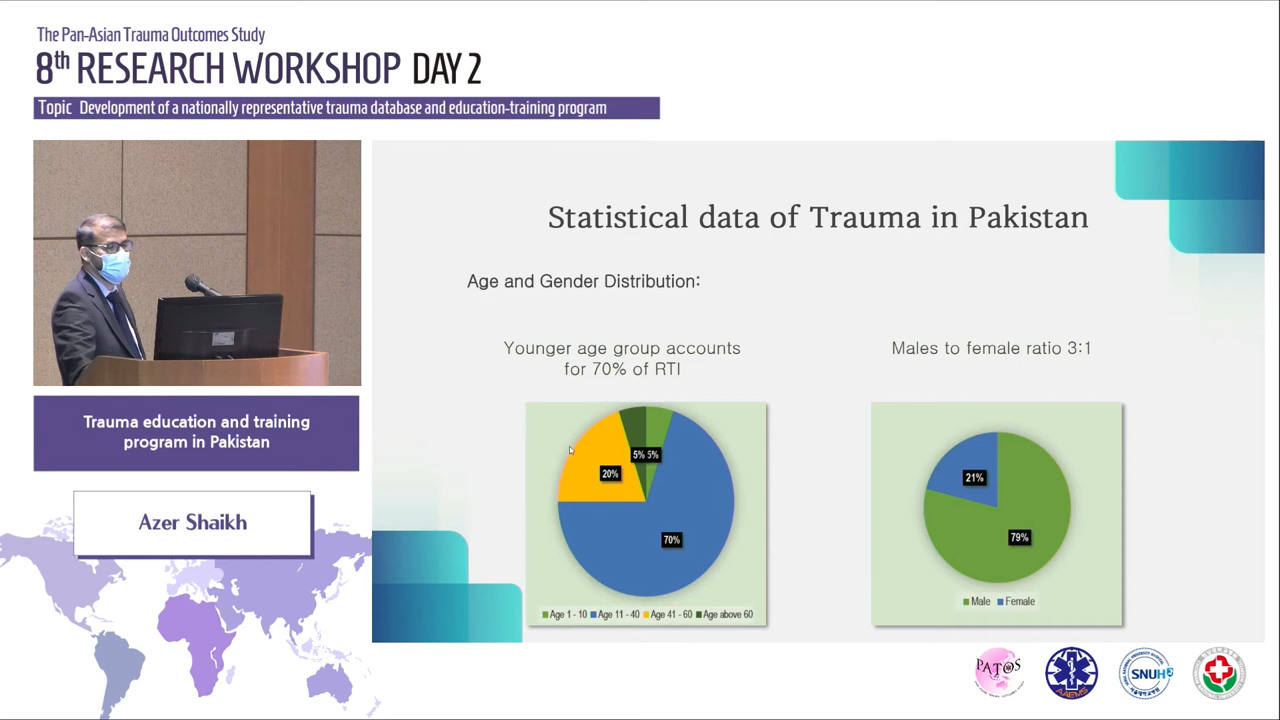 The Pan-Asian Trauma Outcomes Study
8th RESEARCH WORKSHOP DAY 2
Topic Development of a nationally representative trauma database and education-training program
Trauma education and training
program in Pakistan
Azer Shaikh
Statistical data of Trauma in Pakistan
Age and Gender Distribution:
Younger age group accounts
for 70% of RTI
5% 5%
20%
70%
Age 1 - 10 Age 11 - 40 Age 41 - 60 Age above 60
Males to female ratio 3:1
21%
79%
Male Female
PATOS
AAEMS
SNUH